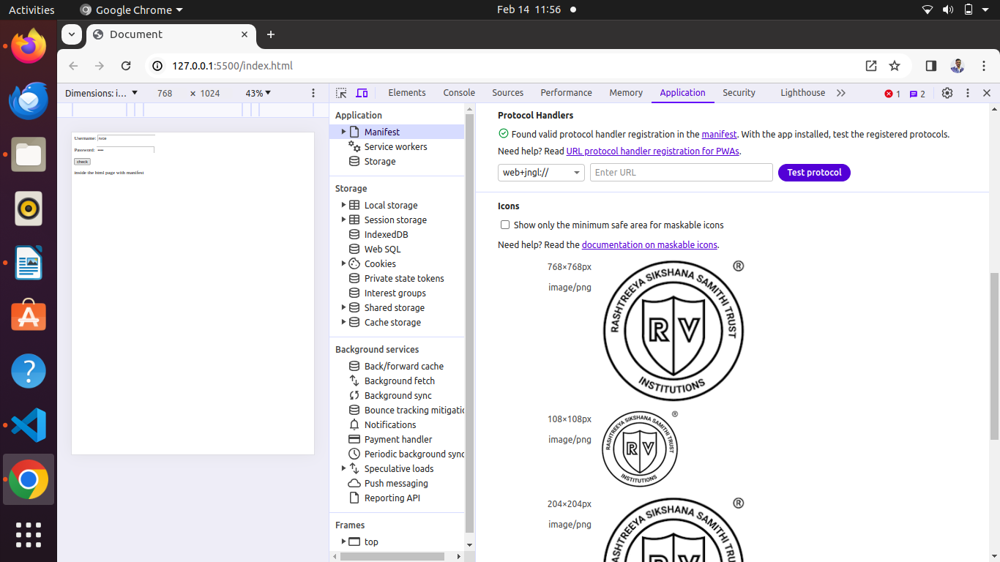 Activities
Google Chrome
Feb 14 11:56
Document
127.0.0.1:5500/index.html
Dimensions: i…
768
× 1024
43%
Elements
Console
Sources
Performance
Memory
Application
Security
Lighthouse
1
2
Username: rvce
Password: ••••
check
inside the html page with manifest
Application
Manifest
Service workers
Storage
Storage
Local storage
Session storage
IndexedDB
Web SQL
Cookies
Private state tokens
Interest groups
Shared storage
Cache storage
Background services
Back/forward cache
Background fetch
Background sync
Bounce tracking mitigatio
Notifications
Payment handler
Periodic background sync
Speculative loads
Push messaging
Reporting API
Frames
top
Protocol Handlers
Found valid protocol handler registration in the manifest. With the app installed, test the registered protocols.
Need help? Read URL protocol handler registration for PWAs.
web+jngl://
Enter URL
Test protocol
Icons
Show only the minimum safe area for maskable icons
Need help? Read the documentation on maskable icons.
768×768px
image/png
®
RASHTREEYA SIKSHANA SAMITHI TRUST
RV
INSTITUTIONS
108×108px
image/png
®
RASHTREEYA SIKSHANA SAMITHI TRUST
RV
INSTITUTIONS
204×204px
image/png
®
SHTREEYA SIKSHANA SAMITHI TR
RV